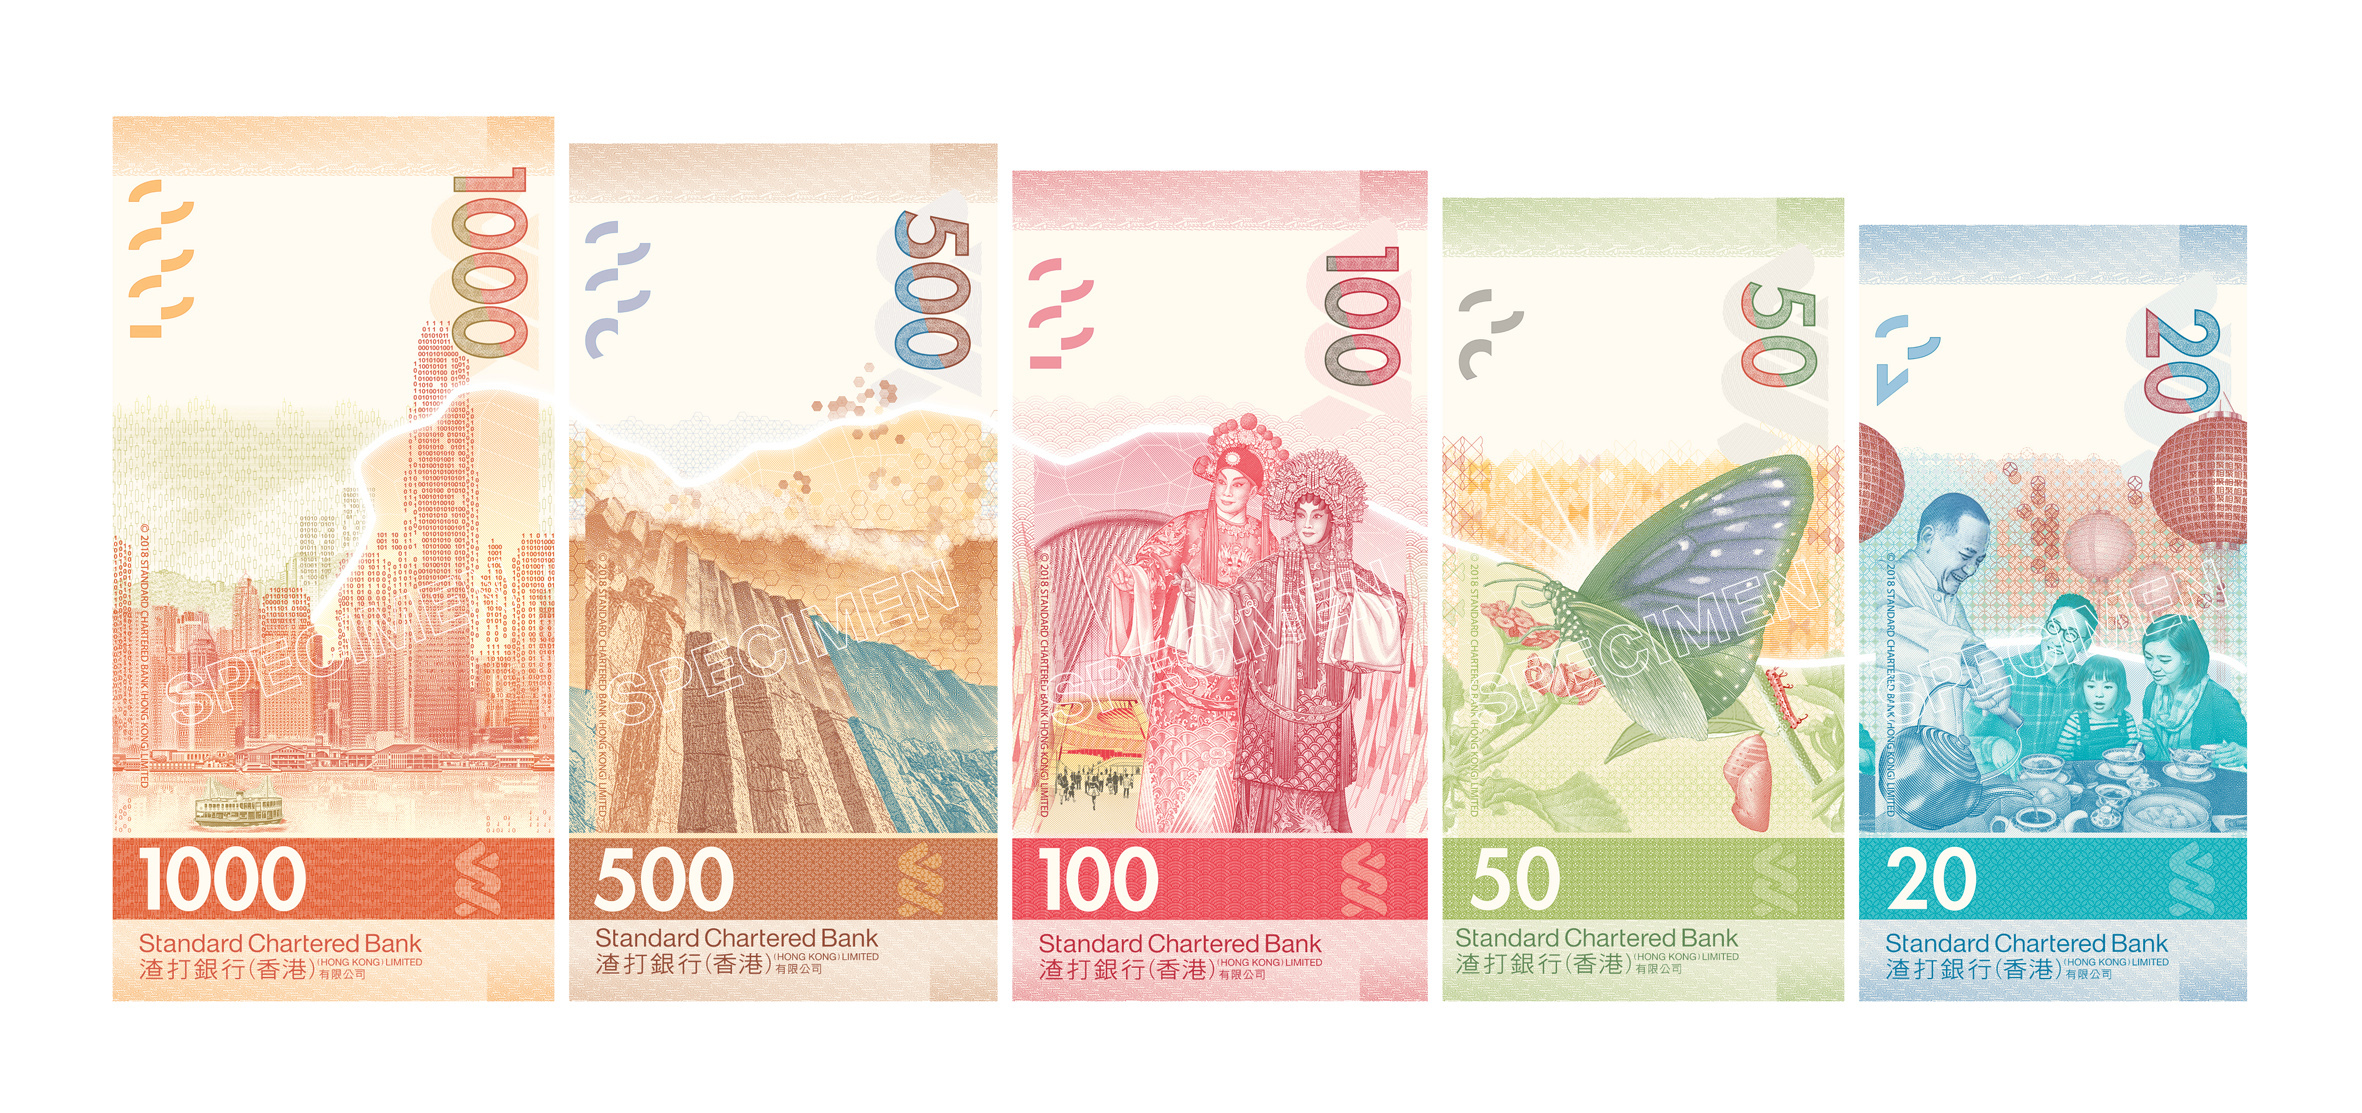 1000
© 2018 STANDARD CHARTERED BANK (HONG KONG) LIMITED
SPECIMEN
1000
Standard Chartered Bank
渣打銀行(香港) (HONG KONG) LIMITED
有限公司
500
© 2018 STANDARD CHARTERED BANK (HONG KONG) LIMITED
SPECIMEN
500
Standard Chartered Bank
渣打銀行(香港) (HONG KONG) LIMITED
有限公司
100
© 2018 STANDARD CHARTERED BANK (HONG KONG) LIMITED
SPECIMEN
100
Standard Chartered Bank
渣打銀行(香港) (HONG KONG) LIMITED
有限公司
50
© 2018 STANDARD CHARTERED BANK (HONG KONG) LIMITED
SPECIMEN
50
Standard Chartered Bank
渣打銀行(香港) (HONG KONG) LIMITED
有限公司
20
© 2018 STANDARD CHARTERED BANK (HONG KONG) LIMITED
SPECIMEN
20
Standard Chartered Bank
渣打銀行(香港) (HONG KONG) LIMITED
有限公司